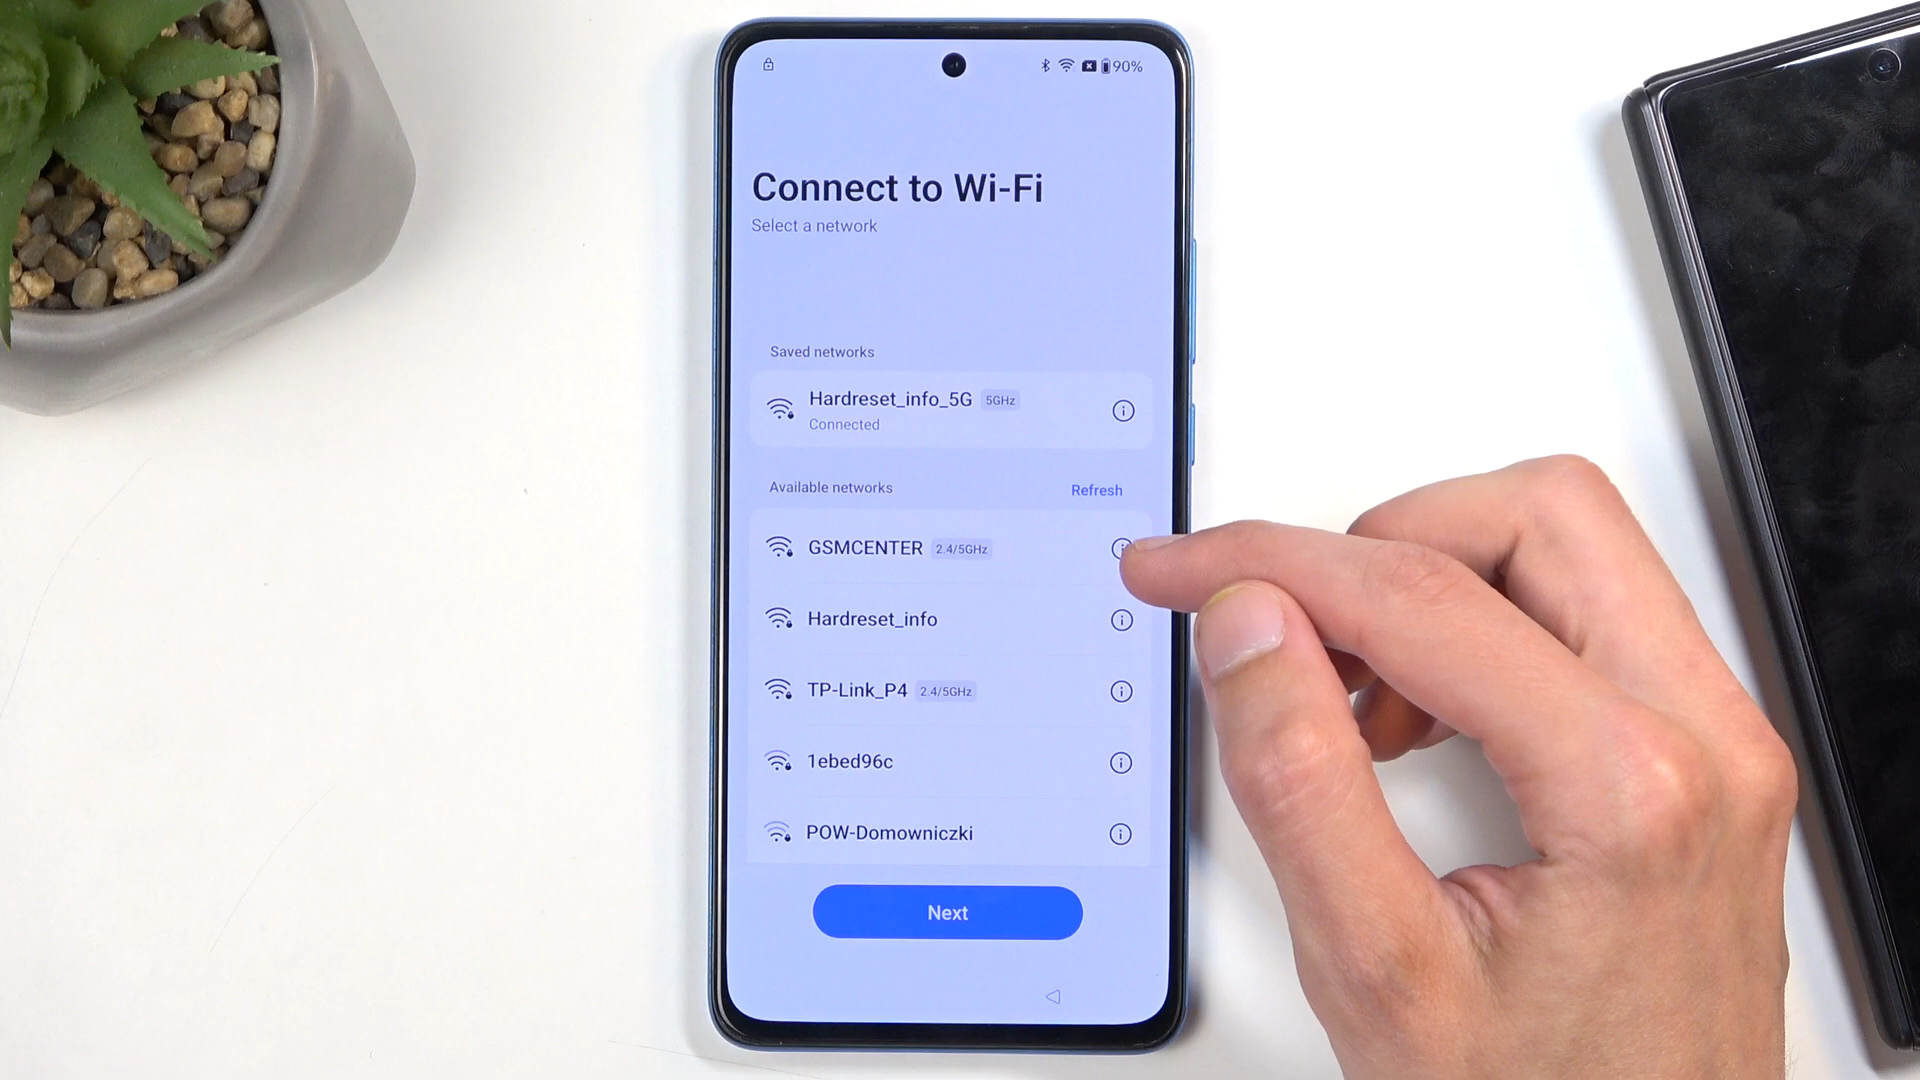 90%
Connect to Wi-Fi
Select a network
Saved networks
Hardreset_info_5G 5GHz
Connected
Available networks Refresh
GSMCENTER 2.4/5GHz
Hardreset_info
TP-Link_P4 2.4/5GHz
1ebed96c
POW-Domowniczki
Next